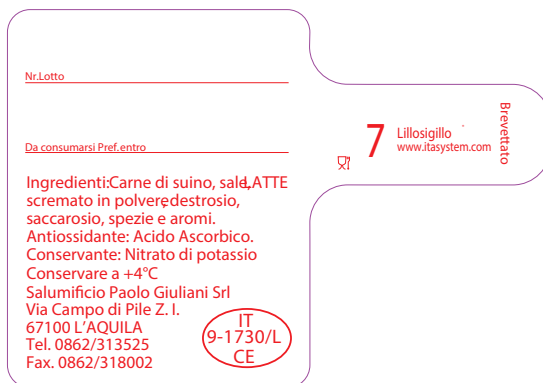 Nr.Lotto
Da consumarsi Pref.entro
Ingredienti:Carne di suino, sale,LATTE
scremato in polvere,destrosio,
saccarosio, spezie e aromi.
Antiossidante: Acido Ascorbico.
Conservante: Nitrato di potassio
Conservare a +4°C
Salumificio Paolo Giuliani Srl
Via Campo di Pile Z. I.
67100 L'AQUILA
Tel. 0862/313525
Fax. 0862/318002
IT
9-1730/L
CE
7
Lillosigillo
www.itasystem.com
Brevettato